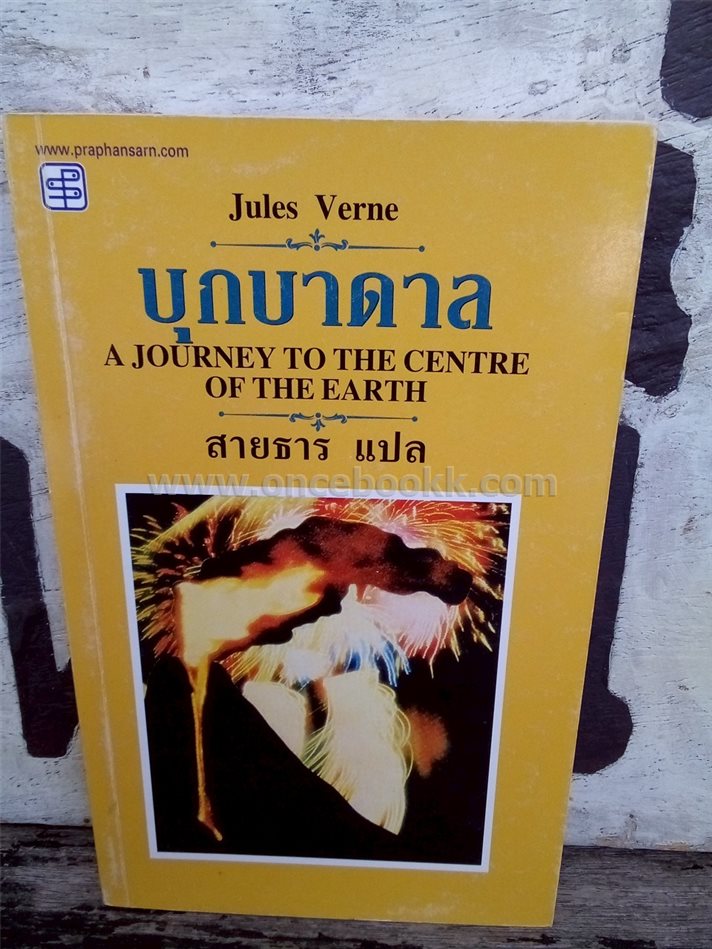 www.praphansarn.com
Jules Verne
บุกบาดาล
A JOURNEY TO THE CENTRE
OF THE EARTH
สายธาร แปล
www.oncebookk.com